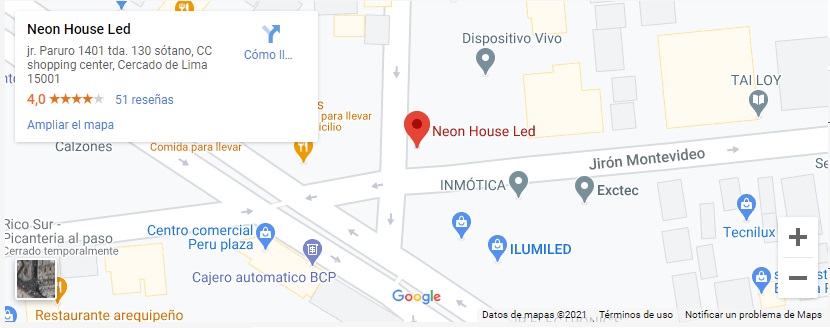 Neon House Led
jr. Paruro 1401 tda. 130 sótano, CC
shopping center, Cercado de Lima
15001
4,0
51 reseñas
Ampliar el mapa
Cómo ll...
Dispositivo Vivo
TAI LOY
para llevar
Comida para llevar
Calzones
Neon House Led
Jirón Montevideo
INMÓTICA
Exctec
Rico Sur -
Picanteria al paso
Cerrado temporalmente
Centro comercial
Peru plaza
ILUMILED
Tecnilux
Cajero automatico BCP
Restaurante arequipeño
Google
Datos de mapas ©2021
Términos de uso
Notificar un problema de Maps